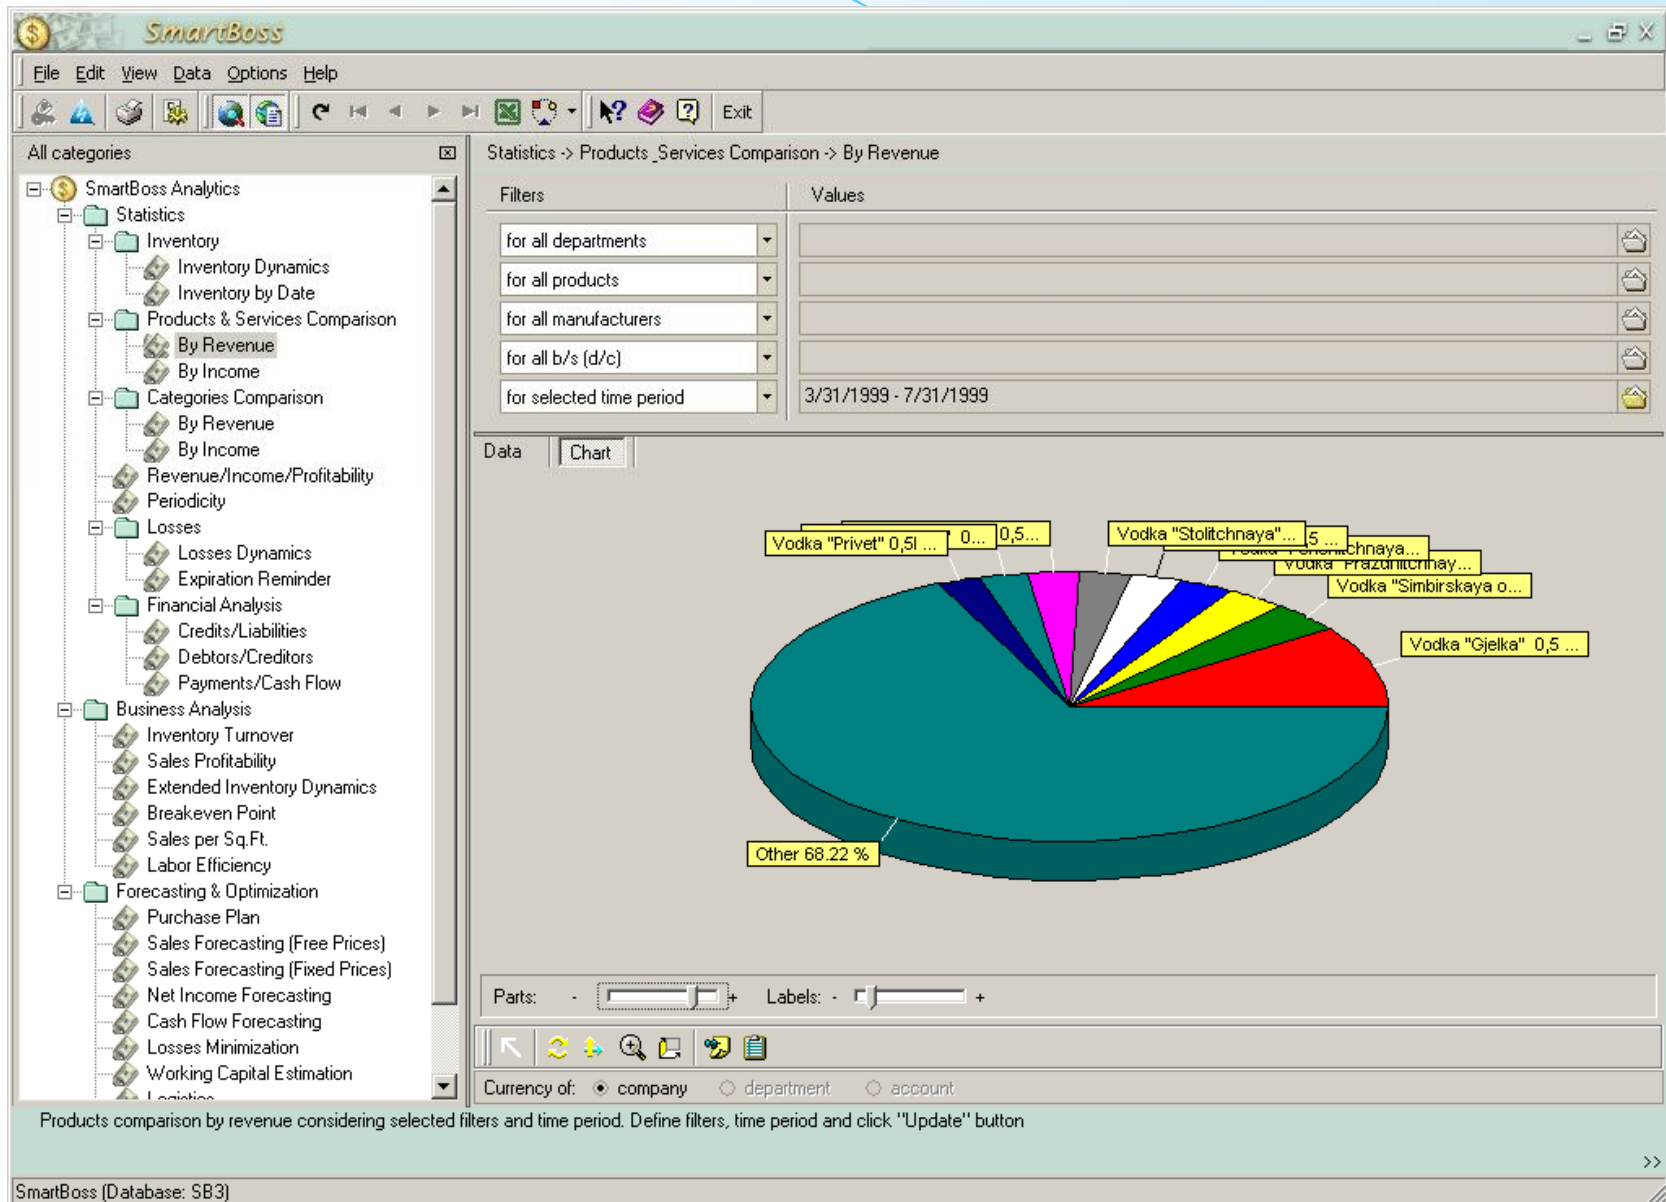 SmartBoss
File Edit View Data Options Help
Exit
All categories
SmartBoss Analytics
Statistics
Inventory
Inventory Dynamics
Inventory by Date
Products & Services Comparison
By Revenue
By Income
Categories Comparison
By Revenue
By Income
Revenue/Income/Profitability
Periodicity
Losses
Losses Dynamics
Expiration Reminder
Financial Analysis
Credits/Liabilities
Debtors/Creditors
Payments/Cash Flow
Business Analysis
Inventory Turnover
Sales Profitability
Extended Inventory Dynamics
Breakeven Point
Sales per Sq.Ft.
Labor Efficiency
Forecasting & Optimization
Purchase Plan
Sales Forecasting (Free Prices)
Sales Forecasting (Fixed Prices)
Net Income Forecasting
Cash Flow Forecasting
Losses Minimization
Working Capital Estimation
Logistics
Statistics -> Products _Services Comparison -> By Revenue
Filters Values
for all departments
for all products
for all manufacturers
for all b/s (d/c)
for selected time period 3/31/1999 - 7/31/1999
Data Chart
Vodka "Privet" 0,5l ...
0...
0,5...
Vodka "Stolitchnaya"...
,5 ...
Vodka "Simbirskaya o...
Vodka "Gjelka" 0,5 ...
Other 68.22 %
Parts: - + Labels: - +
Currency of: company department account
Products comparison by revenue considering selected filters and time period. Define filters, time period and click "Update" button
>>
SmartBoss (Database: SB3)